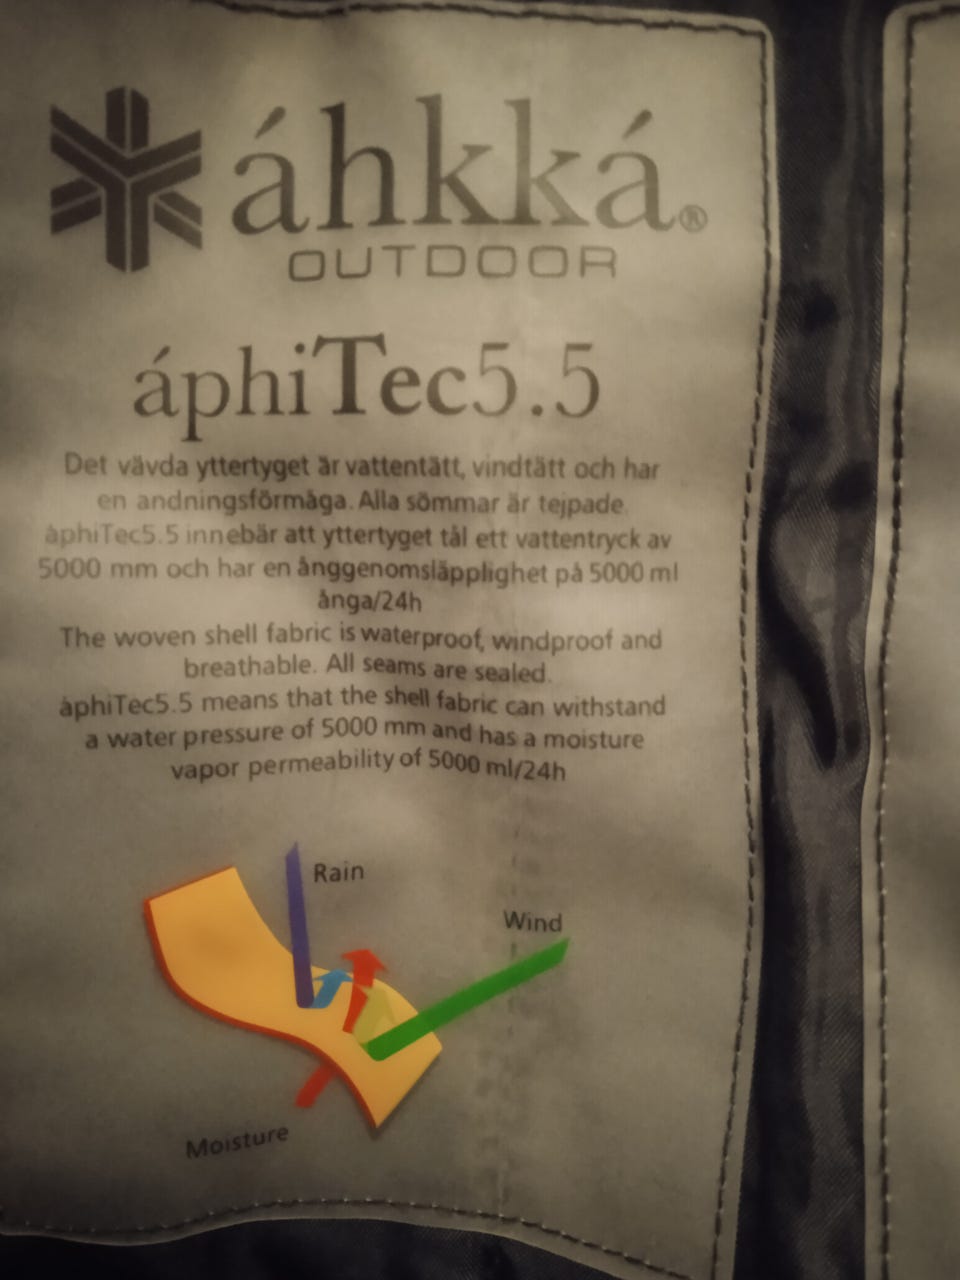 áhkká®
OUTDOOR
áphiTec5.5
Det vävda yttertyget är vattentätt, vindtätt och har
en andningsförmåga. Alla sömmar är tejpade.
áphiTec5.5 innebär att yttertyget tål ett vattentryck av
5000 mm och har en ånggenomsläpplighet på 5000 ml
ånga/24h
The woven shell fabric is waterproof, windproof and
breathable. All seams are sealed.
áphiTec5.5 means that the shell fabric can withstand
a water pressure of 5000 mm and has a moisture
vapor permeability of 5000 ml/24h
Rain
Wind
Moisture